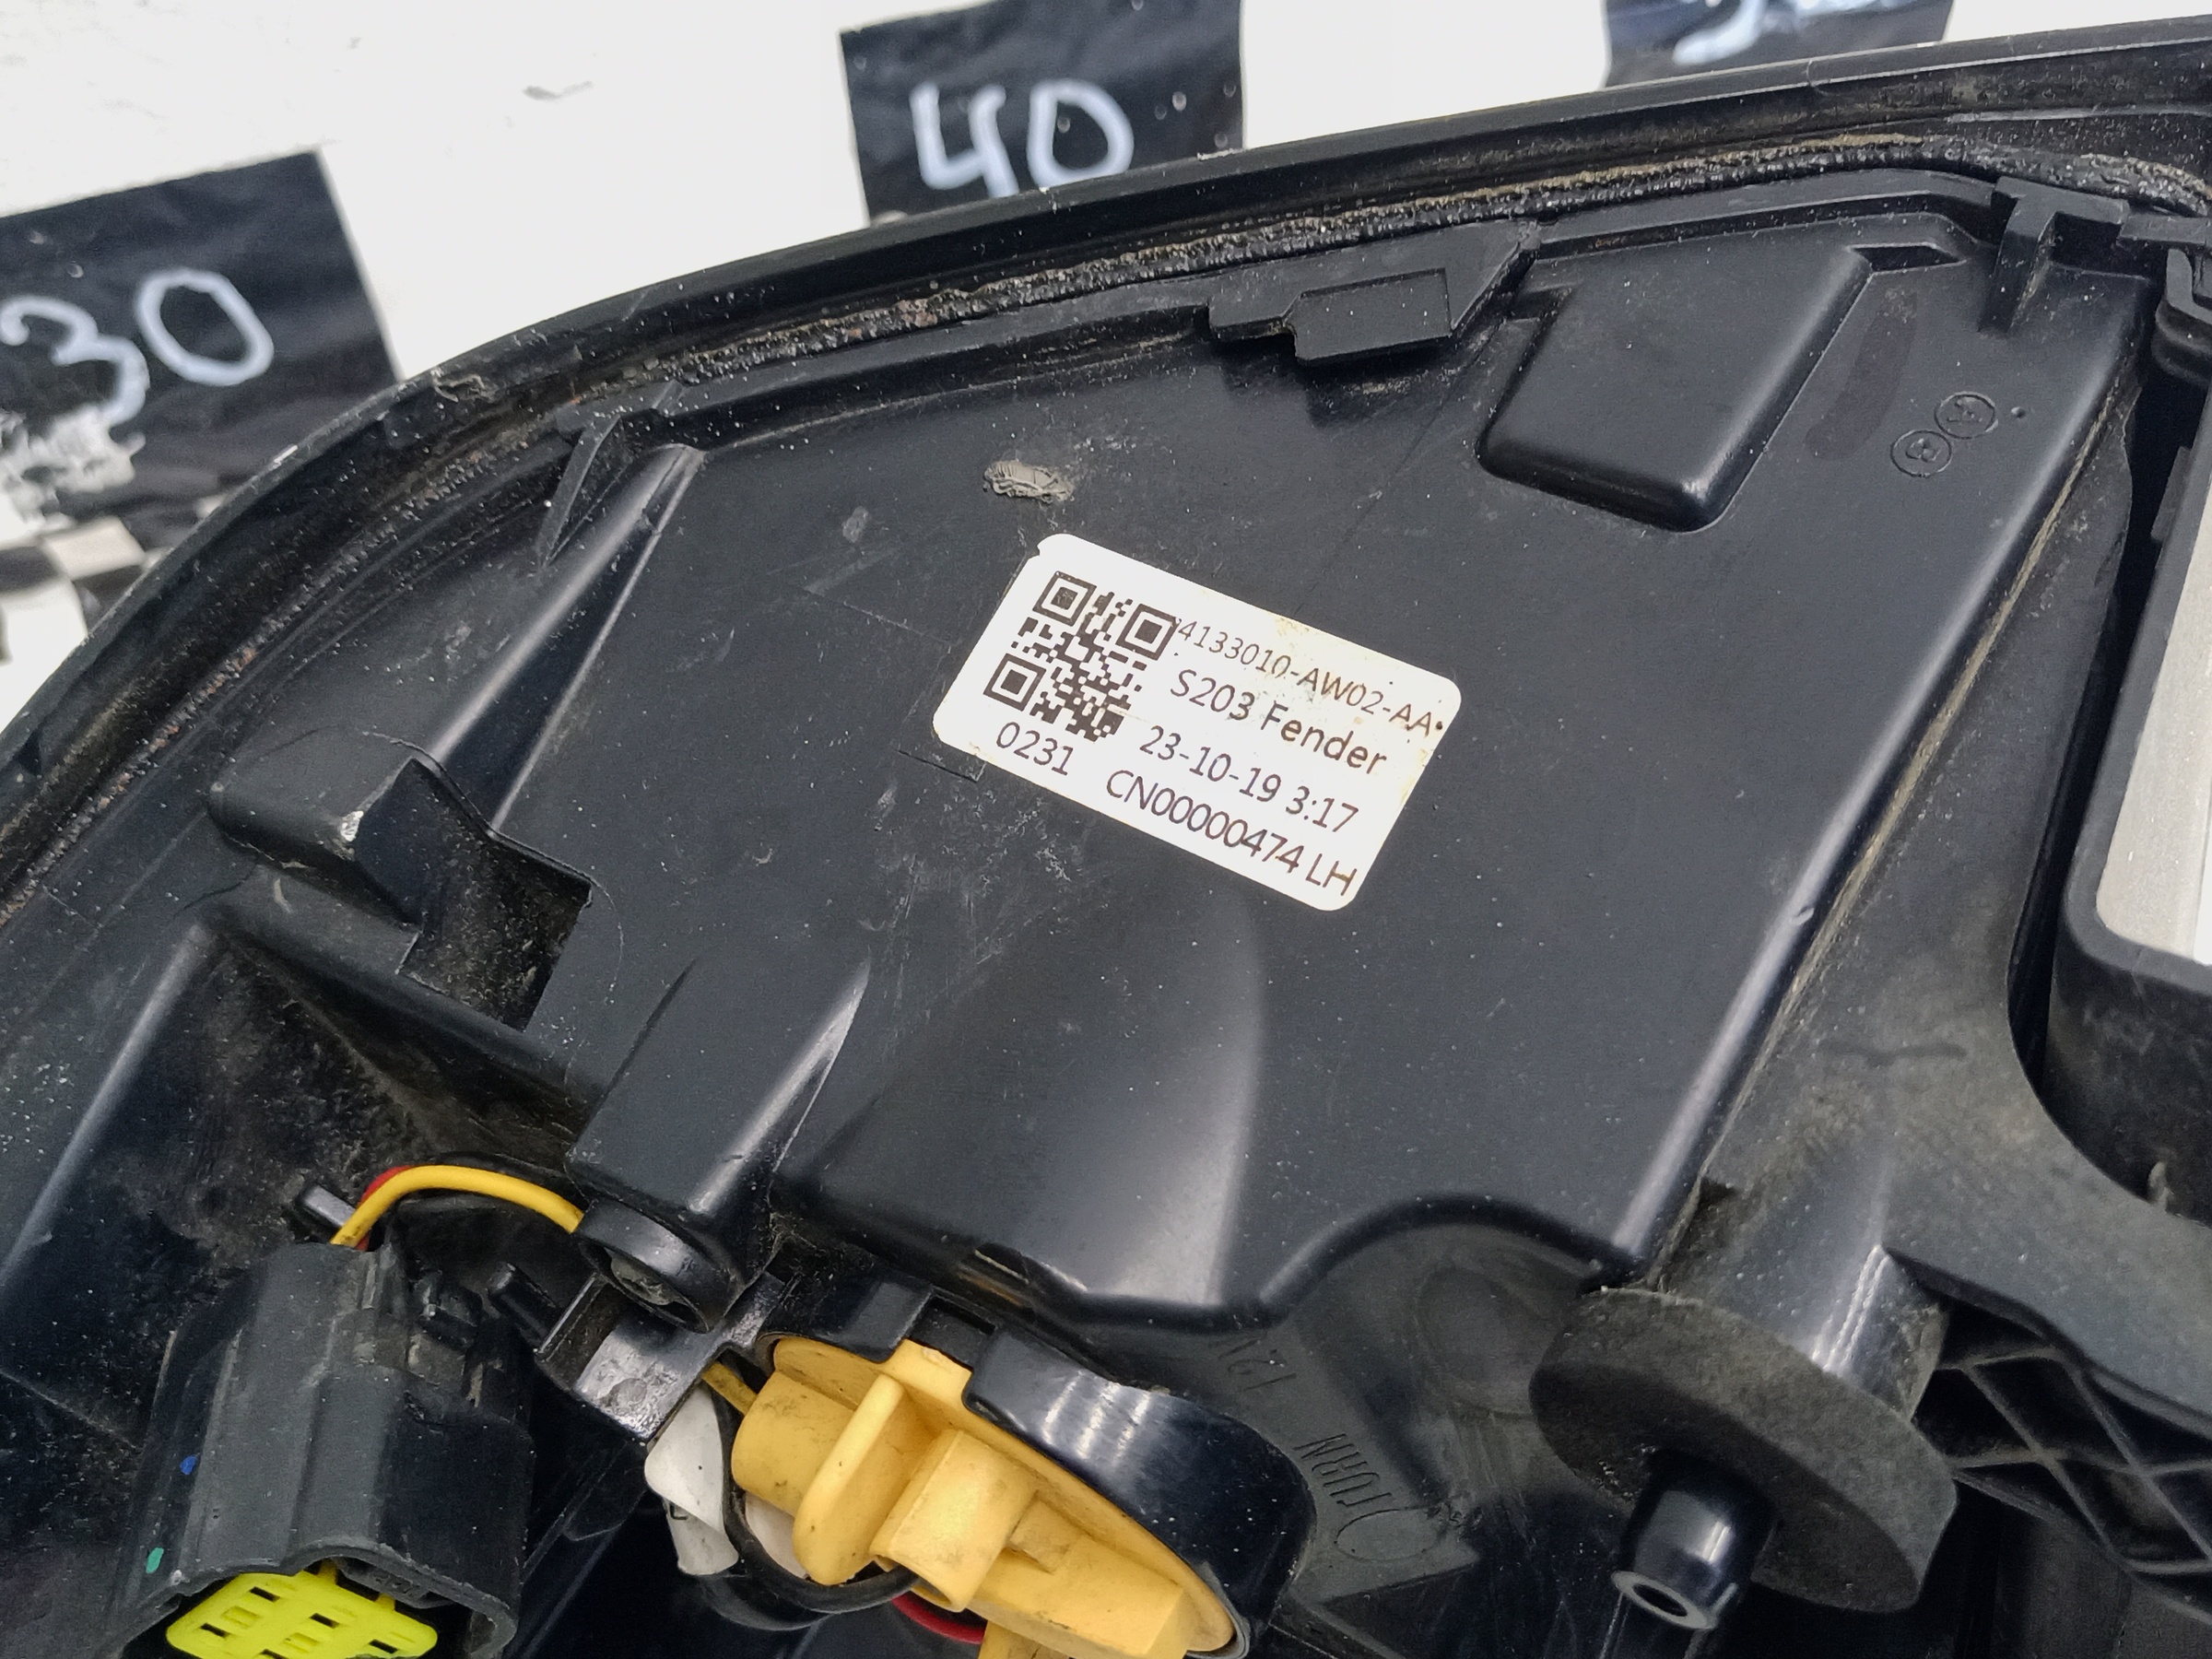 40
30
4133010-AW02-AA
S203 Fender
23-10-19 3:17
0231 CN00000474 LH
TURN